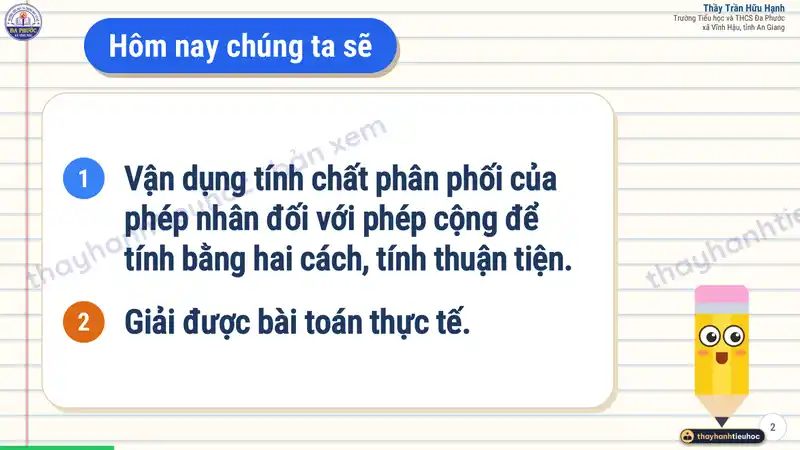 Thầy Trần Hữu Hạnh
Trường Tiểu học và THCS Đa Phước
xã Vĩnh Hậu, tỉnh An Giang
ĐA PHƯỚC
Hôm nay chúng ta sẽ
1 Vận dụng tính chất phân phối của
phép nhân đối với phép cộng để
tính bằng hai cách, tính thuận tiện.
2 Giải được bài toán thực tế.
thayhanhtieuhoc
2